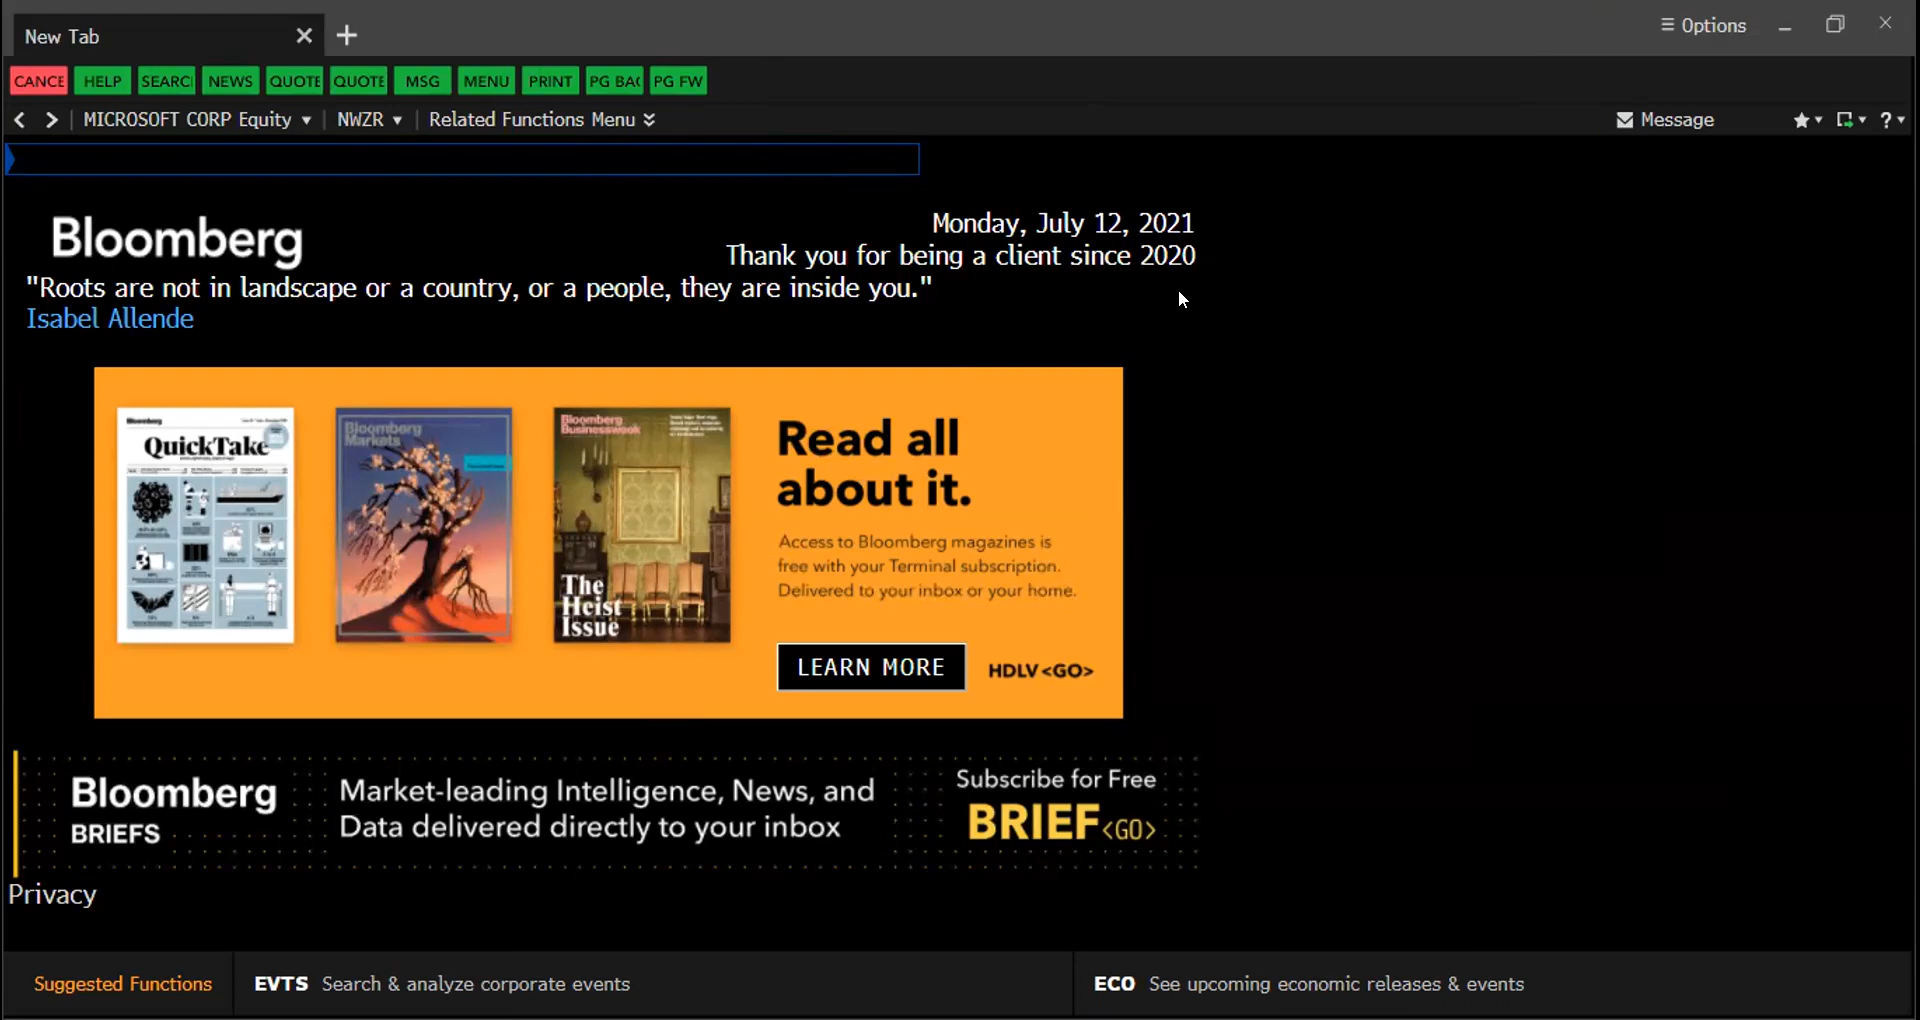 New Tab
Options
CANCE HELP SEARC NEWS QUOTE QUOTE MSG MENU PRINT PG BAC PG FW
MICROSOFT CORP Equity NWZR Related Functions Menu
Message
?
Bloomberg
Monday, July 12, 2021
Thank you for being a client since 2020
"Roots are not in landscape or a country, or a people, they are inside you."
Isabel Allende
Bloomberg
QuickTake
Bloomberg
Markets
Bloomberg
Businessweek
The
Heist
Issue
Read all
about it.
Access to Bloomberg magazines is
free with your Terminal subscription.
Delivered to your inbox or your home.
LEARN MORE
HDLV <GO>
Bloomberg
BRIEFS
Market-leading Intelligence, News, and
Data delivered directly to your inbox
Subscribe for Free
BRIEF <GO>
Privacy
Suggested Functions
EVTS Search & analyze corporate events
ECO See upcoming economic releases & events